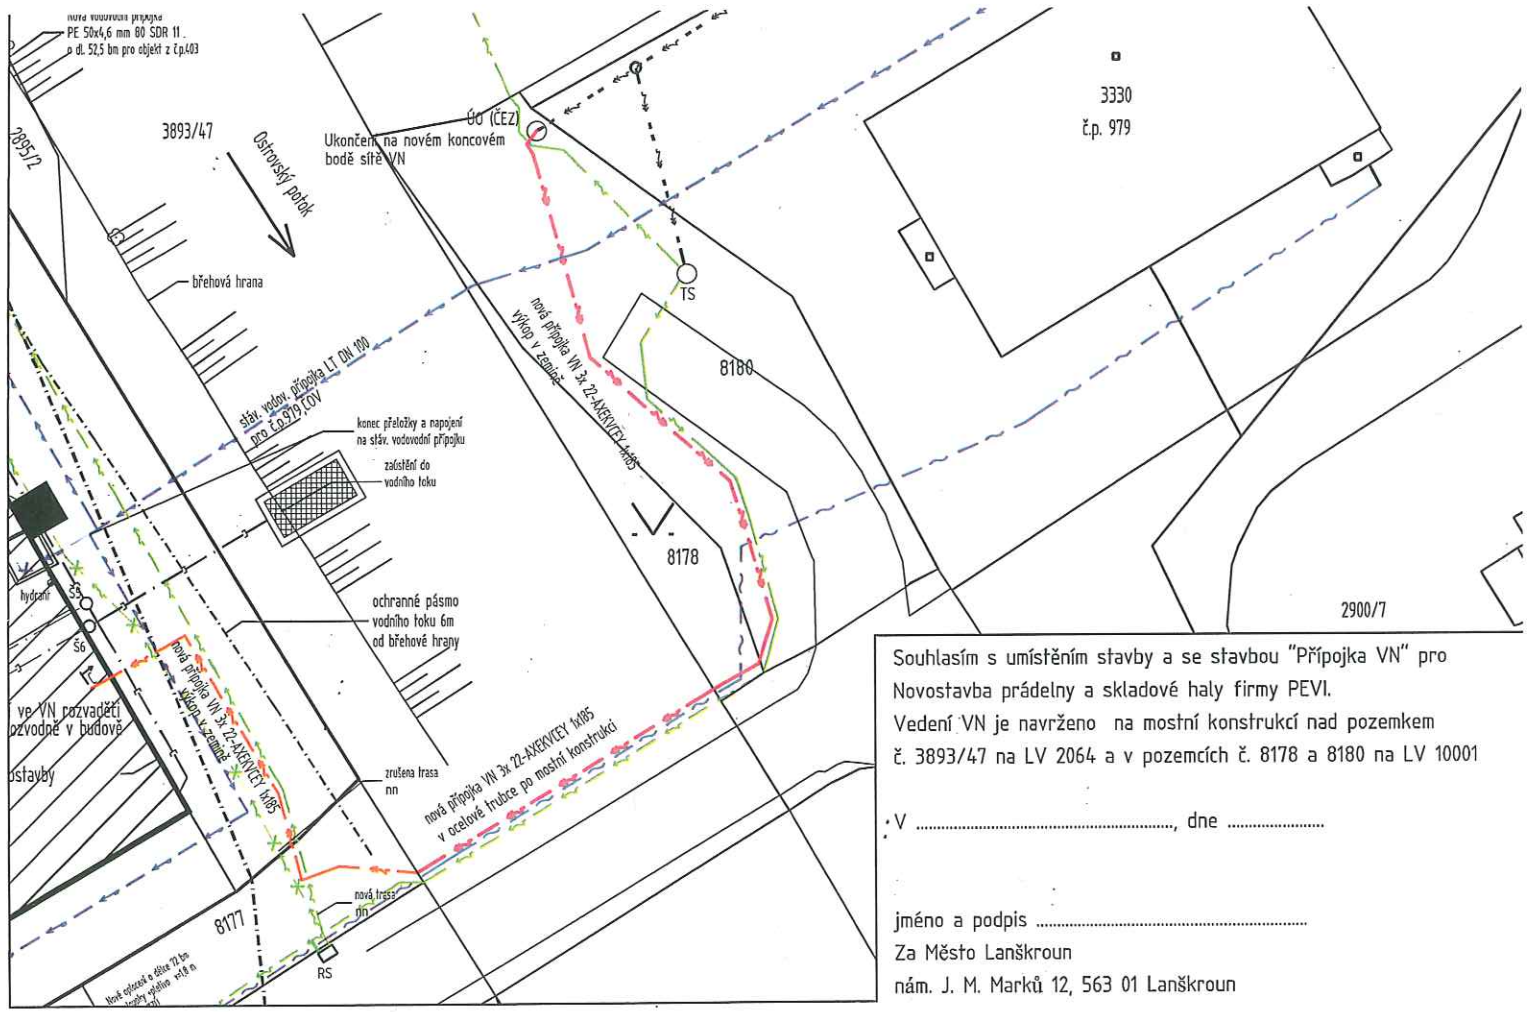 nová vodovodní přípojka
PE 50x4,6 mm 80 SDR 11
o dl. 52,5 bm pro objekt z č.p.403
2895/2
3893/47
Ostrovský potok
břehová hrana
ÚO (ČEZ)
Ukončení na novém koncovém
bodě sítě VN
TS
3330
č.p. 979
nová přípojka VN 3x 22-AXEKVCEY 1x185
výkop v zemině
8180
stáv. vodov. přípojka LT DN 100
pro č.p.979,ČOV
konec přeložky a napojení
na stáv. vodovodní přípojku
zaústění do
vodního toku
8178
hydrant
Š5
Š6
ochranné pásmo
vodního toku 6m
od břehové hrany
2900/7
nová přípojka VN 3x 22-AXEKVCEY 1x185
výkop v zemině
ve VN rozvaděči
ozvodně v budově
ostavby
zrušena trasa
nn
nová přípojka VN 3x 22-AXEKVCEY 1x185
v ocelové trubce po mostní konstrukci
nová trasa
nn
8177
RS
Nové oplocení o délce 72 bm
Souhlasím s umístěním stavby a se stavbou "Přípojka VN" pro
Novostavba prádelny a skladové haly firmy PEVI.
Vedení VN je navrženo na mostní konstrukcí nad pozemkem
č. 3893/47 na LV 2064 a v pozemcích č. 8178 a 8180 na LV 10001
V ..............................................., dne .................
jméno a podpis ................................................
Za Město Lanškroun
nám. J. M. Marků 12, 563 01 Lanškroun